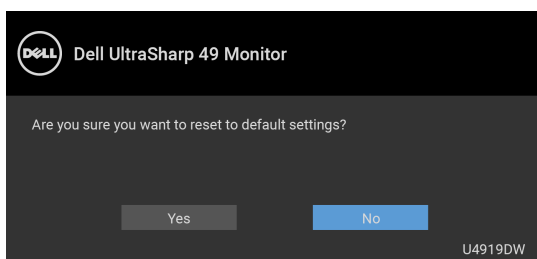 DELL Dell UltraSharp 49 Monitor
Are you sure you want to reset to default settings?
Yes No
U4919DW